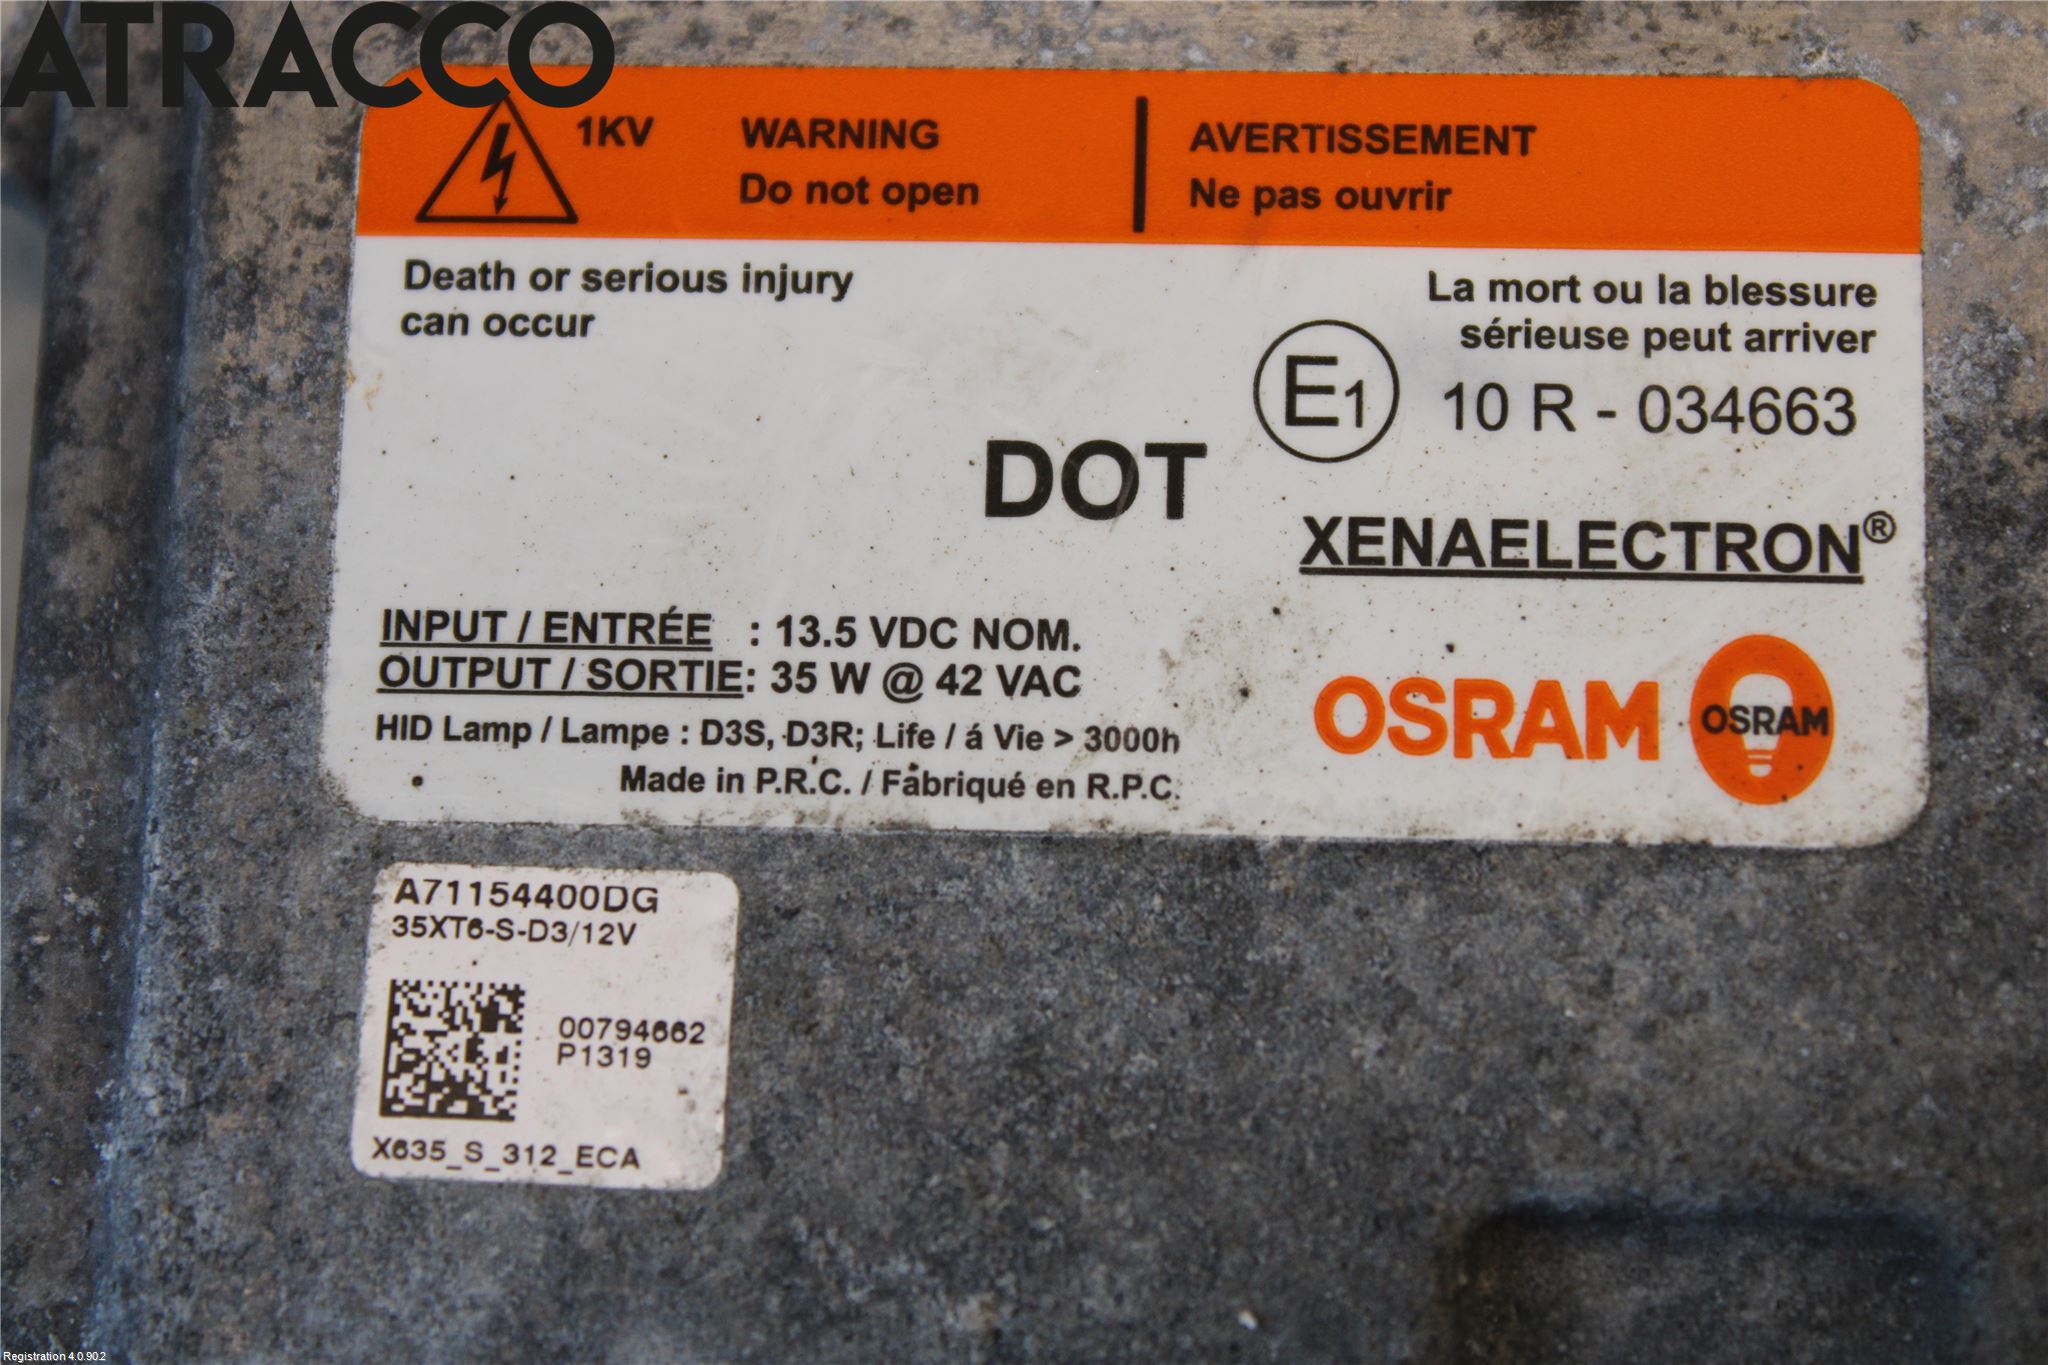 ATRACCO
1KV
WARNING
Do not open
AVERTISSEMENT
Ne pas ouvrir
Death or serious injury
can occur
La mort ou la blessure
sérieuse peut arriver
E1
10 R - 034663
DOT
XENAELECTRON®
INPUT / ENTRÉE : 13.5 VDC NOM.
OUTPUT / SORTIE: 35 W @ 42 VAC
HID Lamp / Lampe : D3S, D3R; Life / á Vie > 3000h
Made in P.R.C. / Fabriqué en R.P.C.
OSRAM
OSRAM
A71154400DG
35XT6-S-D3/12V
00794662
P1319
X635_S_312_ECA
Registration 4.0.90.2